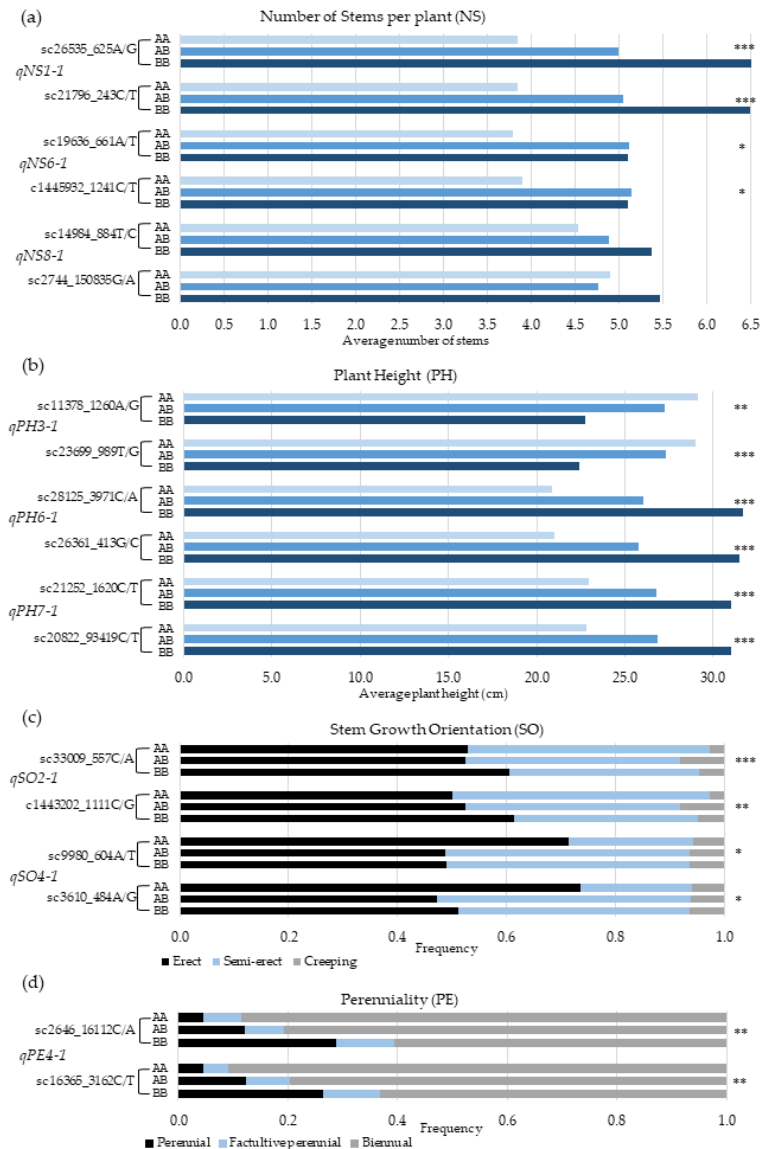 (a)
Number of Stems per plant (NS)
AA
sc26535_625A/G AB ***
BB
qNS1-1
AA
sc21796_243C/T AB ***
BB
AA
sc19636_661A/T AB *
BB
qNS6-1
AA
c1445932_1241C/T AB *
BB
AA
sc14984_884T/C AB
BB
qNS8-1
AA
sc2744_150835G/A AB
BB
0.0 0.5 1.0 1.5 2.0 2.5 3.0 3.5 4.0 4.5 5.0 5.5 6.0 6.5
Average number of stems
(b)
Plant Height (PH)
AA
sc11378_1260A/G AB **
BB
qPH3-1
AA
sc23699_989T/G AB ***
BB
AA
sc28125_3971C/A AB ***
BB
qPH6-1
AA
sc26361_413G/C AB ***
BB
AA
sc21252_1620C/T AB ***
BB
qPH7-1
AA
sc20822_93419C/T AB ***
BB
0.0 5.0 10.0 15.0 20.0 25.0 30.0
Average plant height (cm)
(c)
Stem Growth Orientation (SO)
AA
sc33009_557C/A AB ***
BB
qSO2-1
AA
c1443202_1111C/G AB **
BB
AA
sc9980_604A/T AB *
BB
qSO4-1
AA
sc3610_484A/G AB *
BB
0.0 0.2 0.4 0.6 0.8 1.0
Frequency
Erect Semi-erect Creeping
(d)
Perenniality (PE)
AA
sc2646_16112C/A AB **
BB
qPE4-1
AA
sc16365_3162C/T AB **
BB
0.0 0.2 0.4 0.6 0.8 1.0
Frequency
Perennial Factultive perennial Biennual